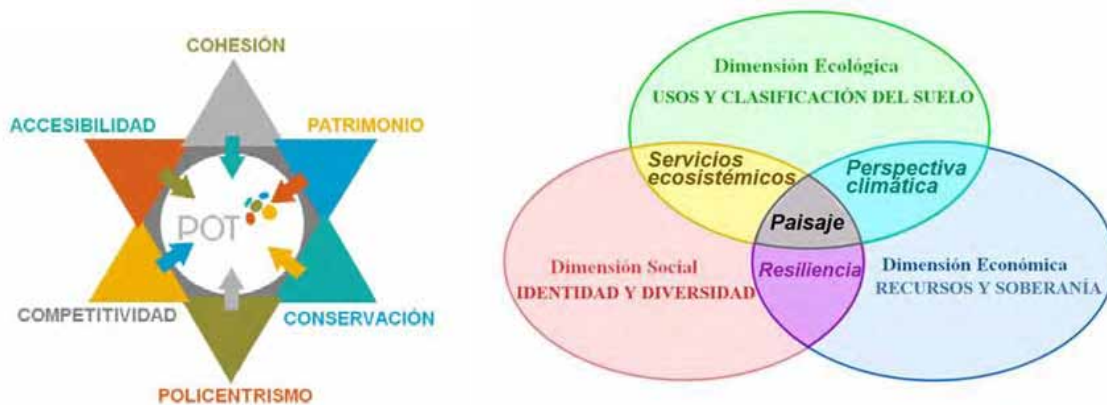 COHESIÓN
ACCESIBILIDAD
PATRIMONIO
POT
COMPETITIVIDAD
CONSERVACIÓN
POLICENTRISMO
Dimensión Ecológica
USOS Y CLASIFICACIÓN DEL SUELO
Servicios
ecosistémicos
Perspectiva
climática
Paisaje
Dimensión Social
IDENTIDAD Y DIVERSIDAD
Resiliencia
Dimensión Económica
RECURSOS Y SOBERANÍA